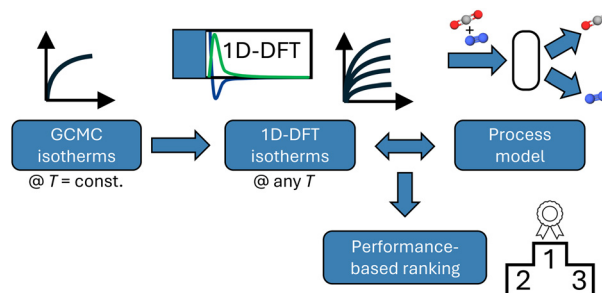 1D-DFT
+
GCMC
isotherms
@ T = const.
1D-DFT
isotherms
@ any T
Process
model
Performance-
based ranking
1
2
3